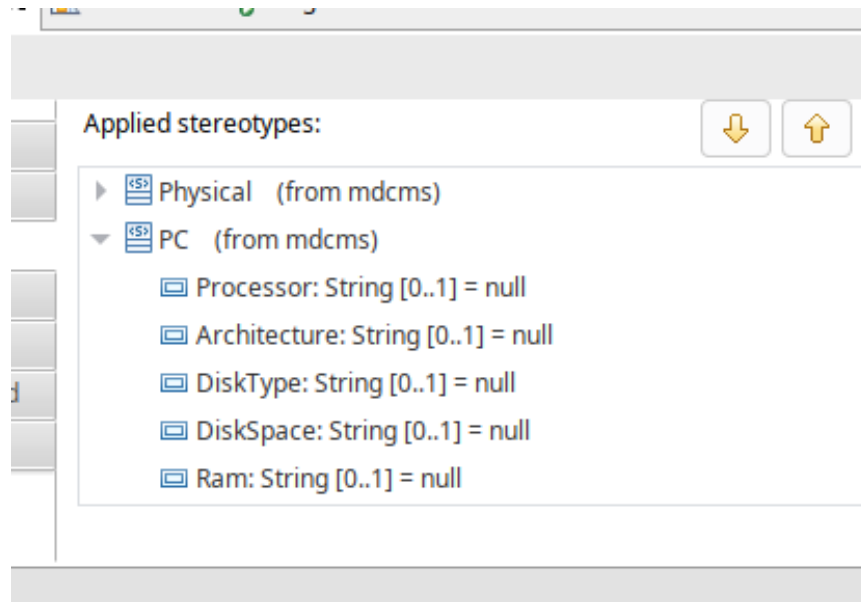 Applied stereotypes:
Physical (from mdcms)
PC (from mdcms)
Processor: String [0..1] = null
Architecture: String [0..1] = null
DiskType: String [0..1] = null
DiskSpace: String [0..1] = null
Ram: String [0..1] = null